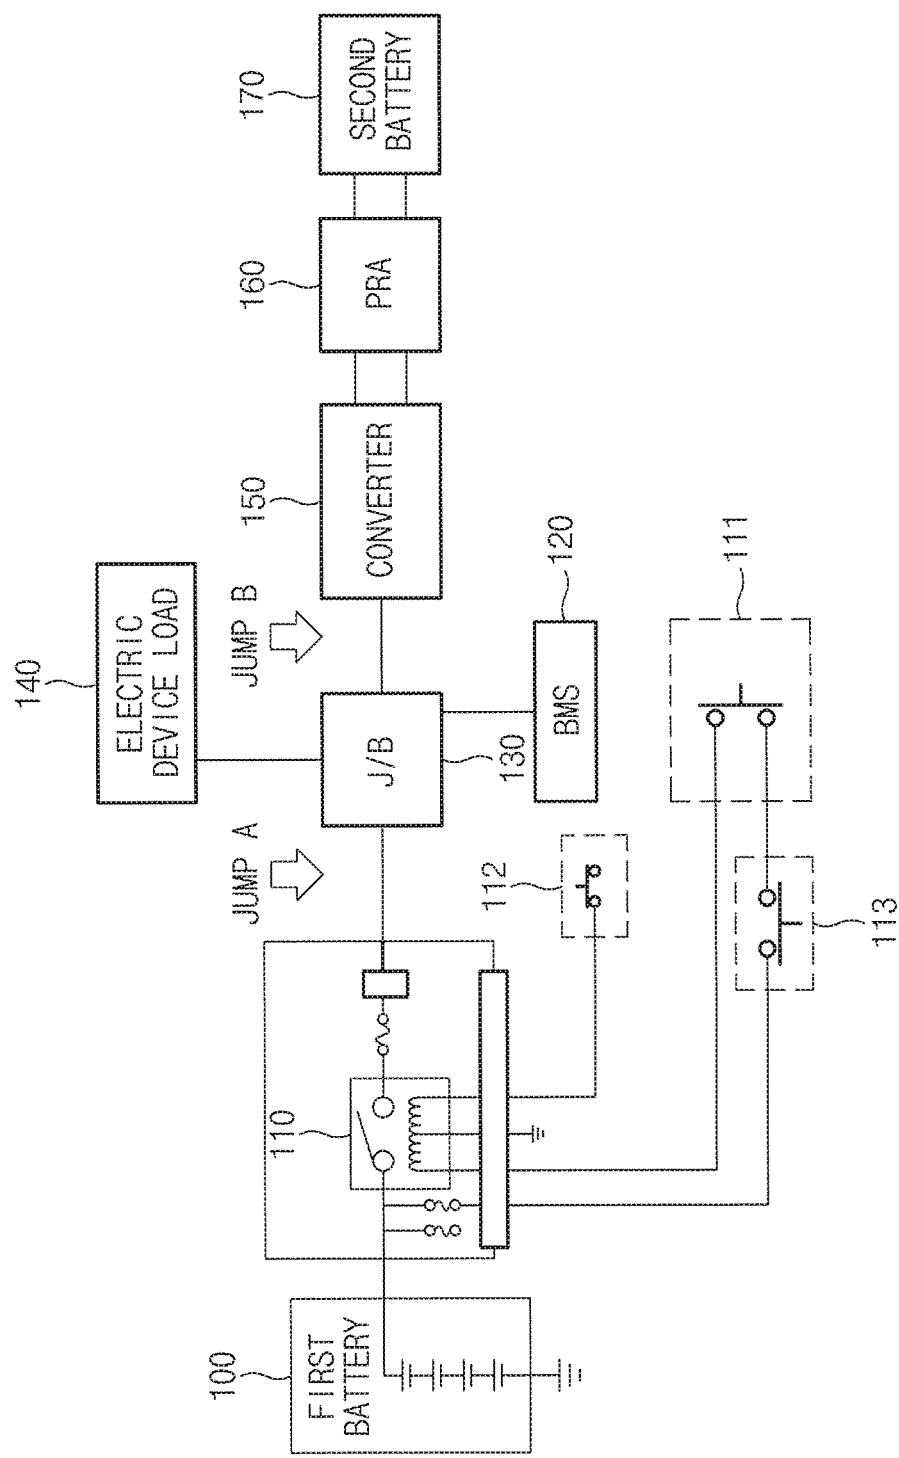 140
ELECTRIC
DEVICE LOAD
JUMP A
JUMP B
100
FIRST
BATTERY
110
J/B
130
150
CONVERTER
160
PRA
170
SECOND
BATTERY
112
BMS
120
113
111